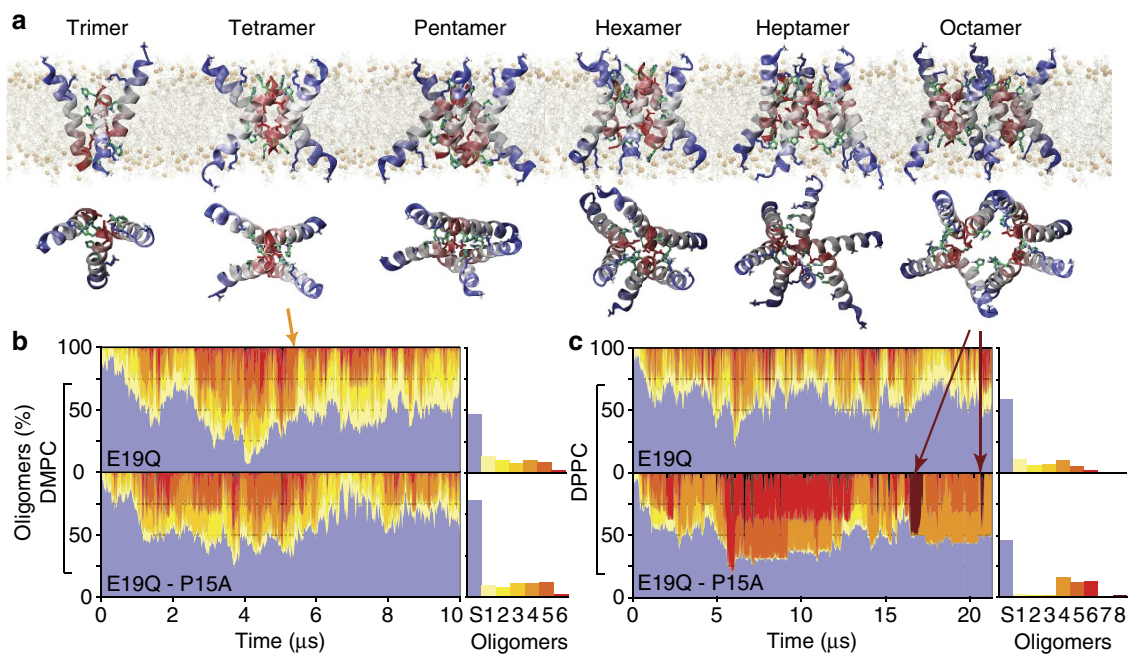 a
Trimer Tetramer Pentamer Hexamer Heptamer Octamer
b
Oligomers (%)
DMPC
100
50
0
E19Q
50
0
E19Q - P15A
0 2 4 6 8 10
Time (μs)
S 1 2 3 4 5 6
Oligomers
c
DPPC
100
50
0
E19Q
50
0
E19Q - P15A
0 5 10 15 20
Time (μs)
S 1 2 3 4 5 6 7 8
Oligomers